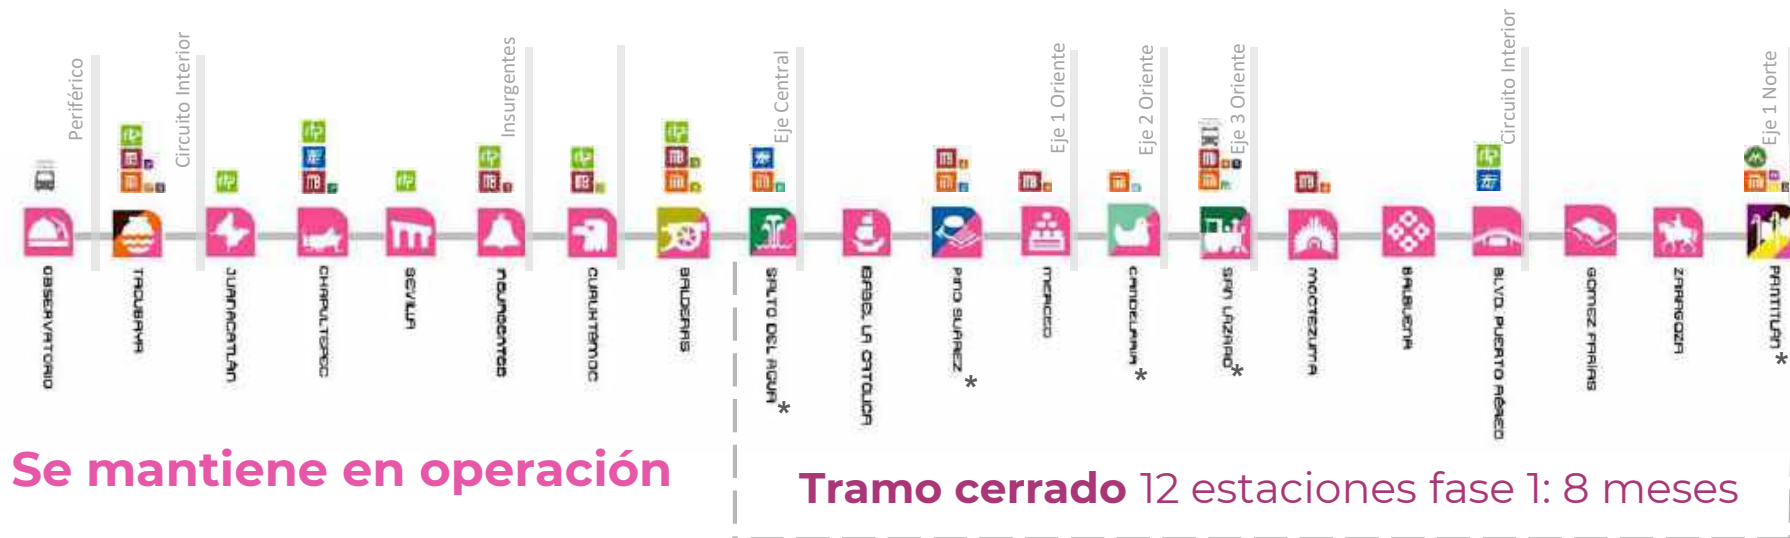 Periférico
Circuito Interior
Insurgentes
Eje Central
Eje 1 Oriente
Eje 2 Oriente
Eje 3 Oriente
Circuito Interior
Eje 1 Norte
OBSERVATORIO
TACUBAYA
JUANACATLÁN
CHAPULTEPEC
SEVILLA
INSURGENTES
CUAUHTÉMOC
BALDERAS
SALTO DEL AGUA *
ISABEL LA CATÓLICA
PINO SUÁREZ *
MERCED
CANDELARIA *
SAN LÁZARO *
MOCTEZUMA
BALBUENA
BLVD. PUERTO AÉREO
GOMEZ FARÍAS
ZARAGOZA
PANTITLÁN *
Se mantiene en operación
Tramo cerrado 12 estaciones fase 1: 8 meses